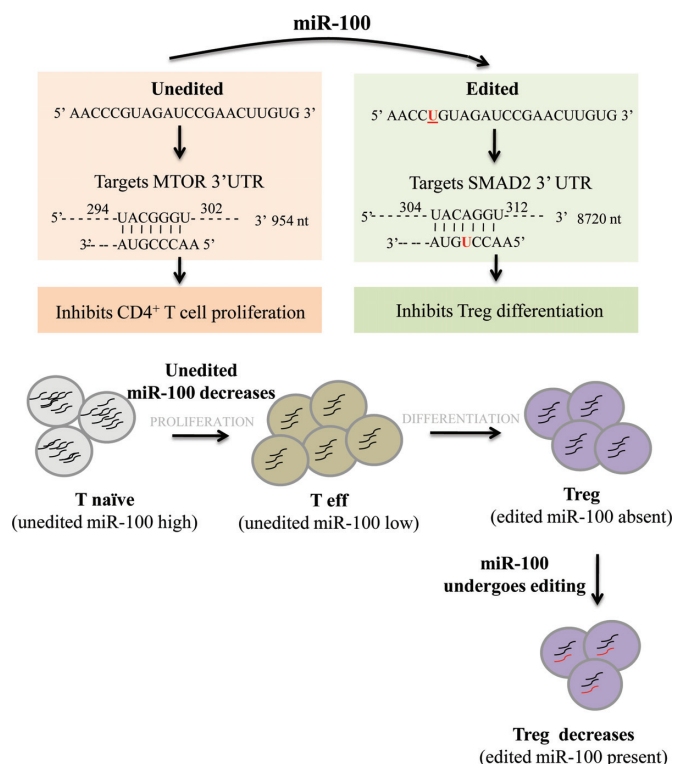 miR-100
Unedited
5’ AACCCGUAGAUCCGAACUUGUG 3’
Targets MTOR 3’UTR
294 302
5’- - - - - - UACGGGU - - - - - - - 3’ 954 nt
3’- -- -- AUGCCCAA 5’
Inhibits CD4+ T cell proliferation
Edited
5’ AACCUGUAGAUCCGAACUUGUG 3’
Targets SMAD2 3’ UTR
304 312
5’- - - - - - UACAGGU - - - - - - - 3’ 8720 nt
3’-- -- -- AUGUCCAA5’
Inhibits Treg differentiation
Unedited
miR-100 decreases
PROLIFERATION
DIFFERENTIATION
T naïve
(unedited miR-100 high)
T eff
(unedited miR-100 low)
Treg
(edited miR-100 absent)
miR-100
undergoes editing
Treg decreases
(edited miR-100 present)